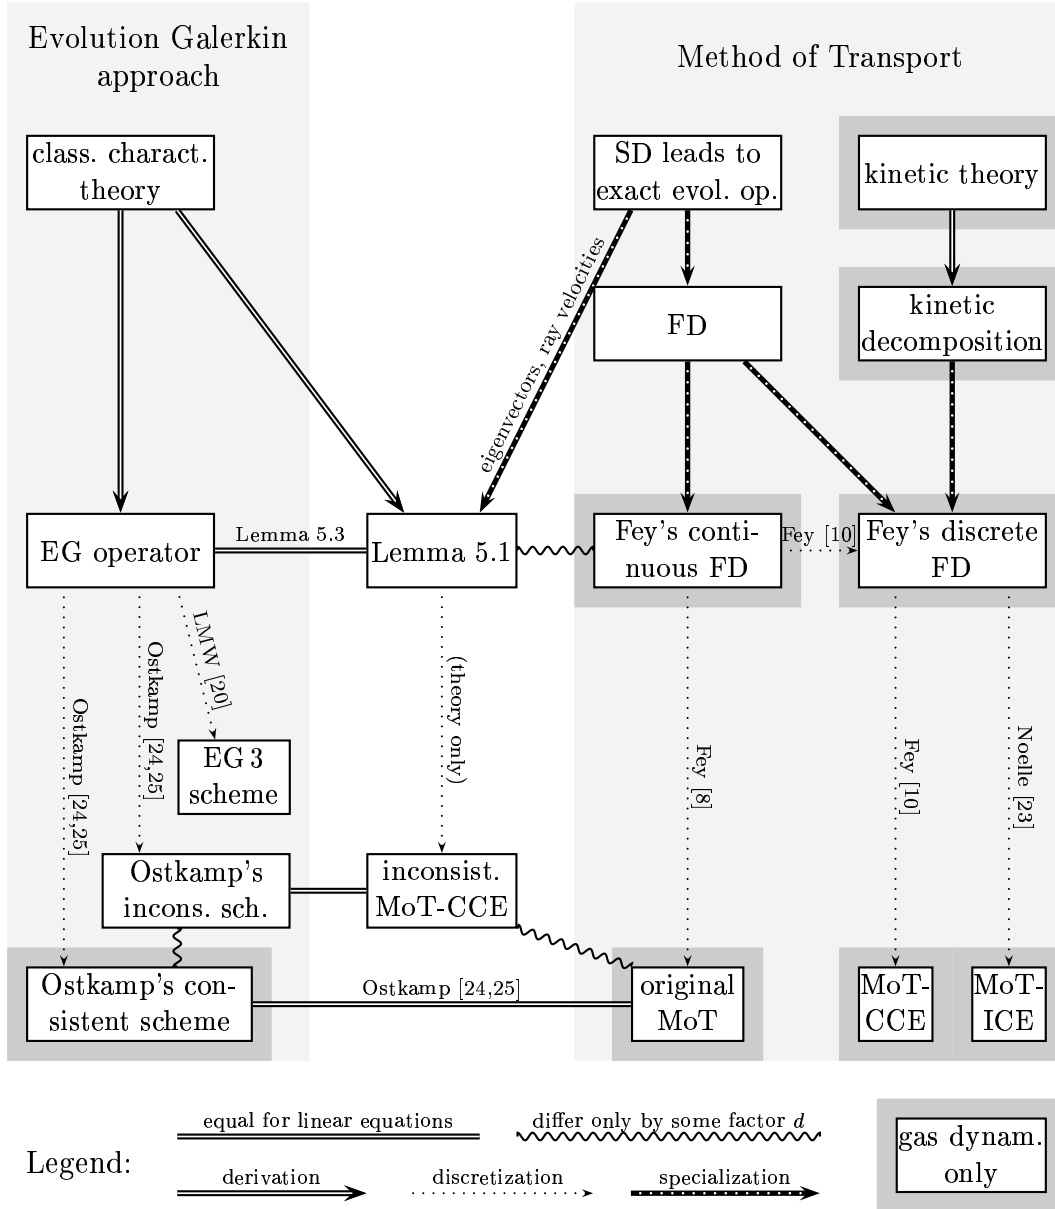 Evolution Galerkin
approach
Method of Transport
class. charact.
theory
SD leads to
exact evol. op.
kinetic theory
eigenvectors, ray velocities
FD
kinetic
decomposition
EG operator
Lemma 5.3
Lemma 5.1
Fey's conti-
nuous FD
Fey [10]
Fey's discrete
FD
Ostkamp [24,25]
Ostkamp [24,25]
LMW [20]
(theory only)
Fey [8]
Fey [10]
Noelle [23]
EG 3
scheme
Ostkamp's
incons. sch.
inconsist.
MoT-CCE
Ostkamp's con-
sistent scheme
Ostkamp [24,25]
original
MoT
MoT-
CCE
MoT-
ICE
Legend:
equal for linear equations
differ only by some factor d
derivation
discretization
specialization
gas dynam.
only